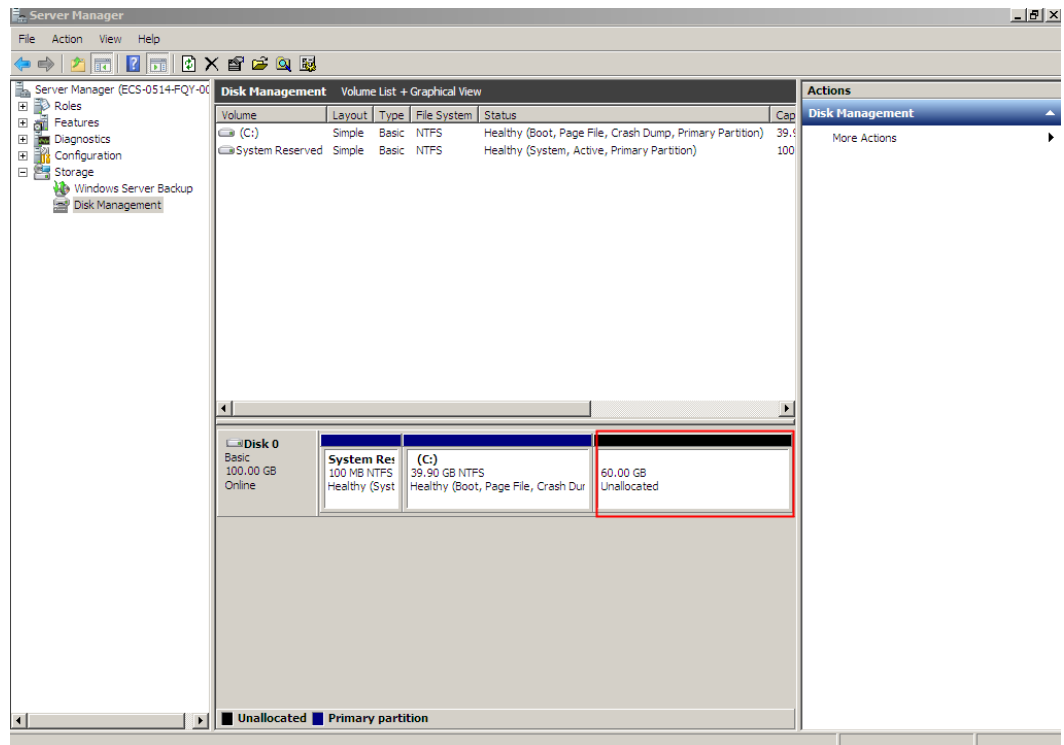 Server Manager
File Action View Help
Server Manager (ECS-0514-FQY-00
Roles
Features
Diagnostics
Configuration
Storage
Windows Server Backup
Disk Management
Disk Management Volume List + Graphical View
Volume Layout Type File System Status Cap
(C:) Simple Basic NTFS Healthy (Boot, Page File, Crash Dump, Primary Partition) 39.9
System Reserved Simple Basic NTFS Healthy (System, Active, Primary Partition) 100
Disk 0
Basic
100.00 GB
Online
System Res
100 MB NTFS
Healthy (Syst
(C:)
39.90 GB NTFS
Healthy (Boot, Page File, Crash Dur
60.00 GB
Unallocated
Unallocated Primary partition
Actions
Disk Management
More Actions